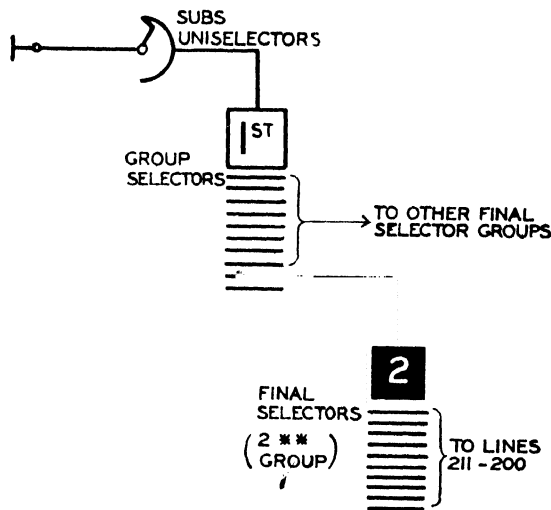 SUBS
UNISELECTORS
1ST
GROUP
SELECTORS
TO OTHER FINAL
SELECTOR GROUPS
2
FINAL
SELECTORS
(2 * *
GROUP)
TO LINES
211-200